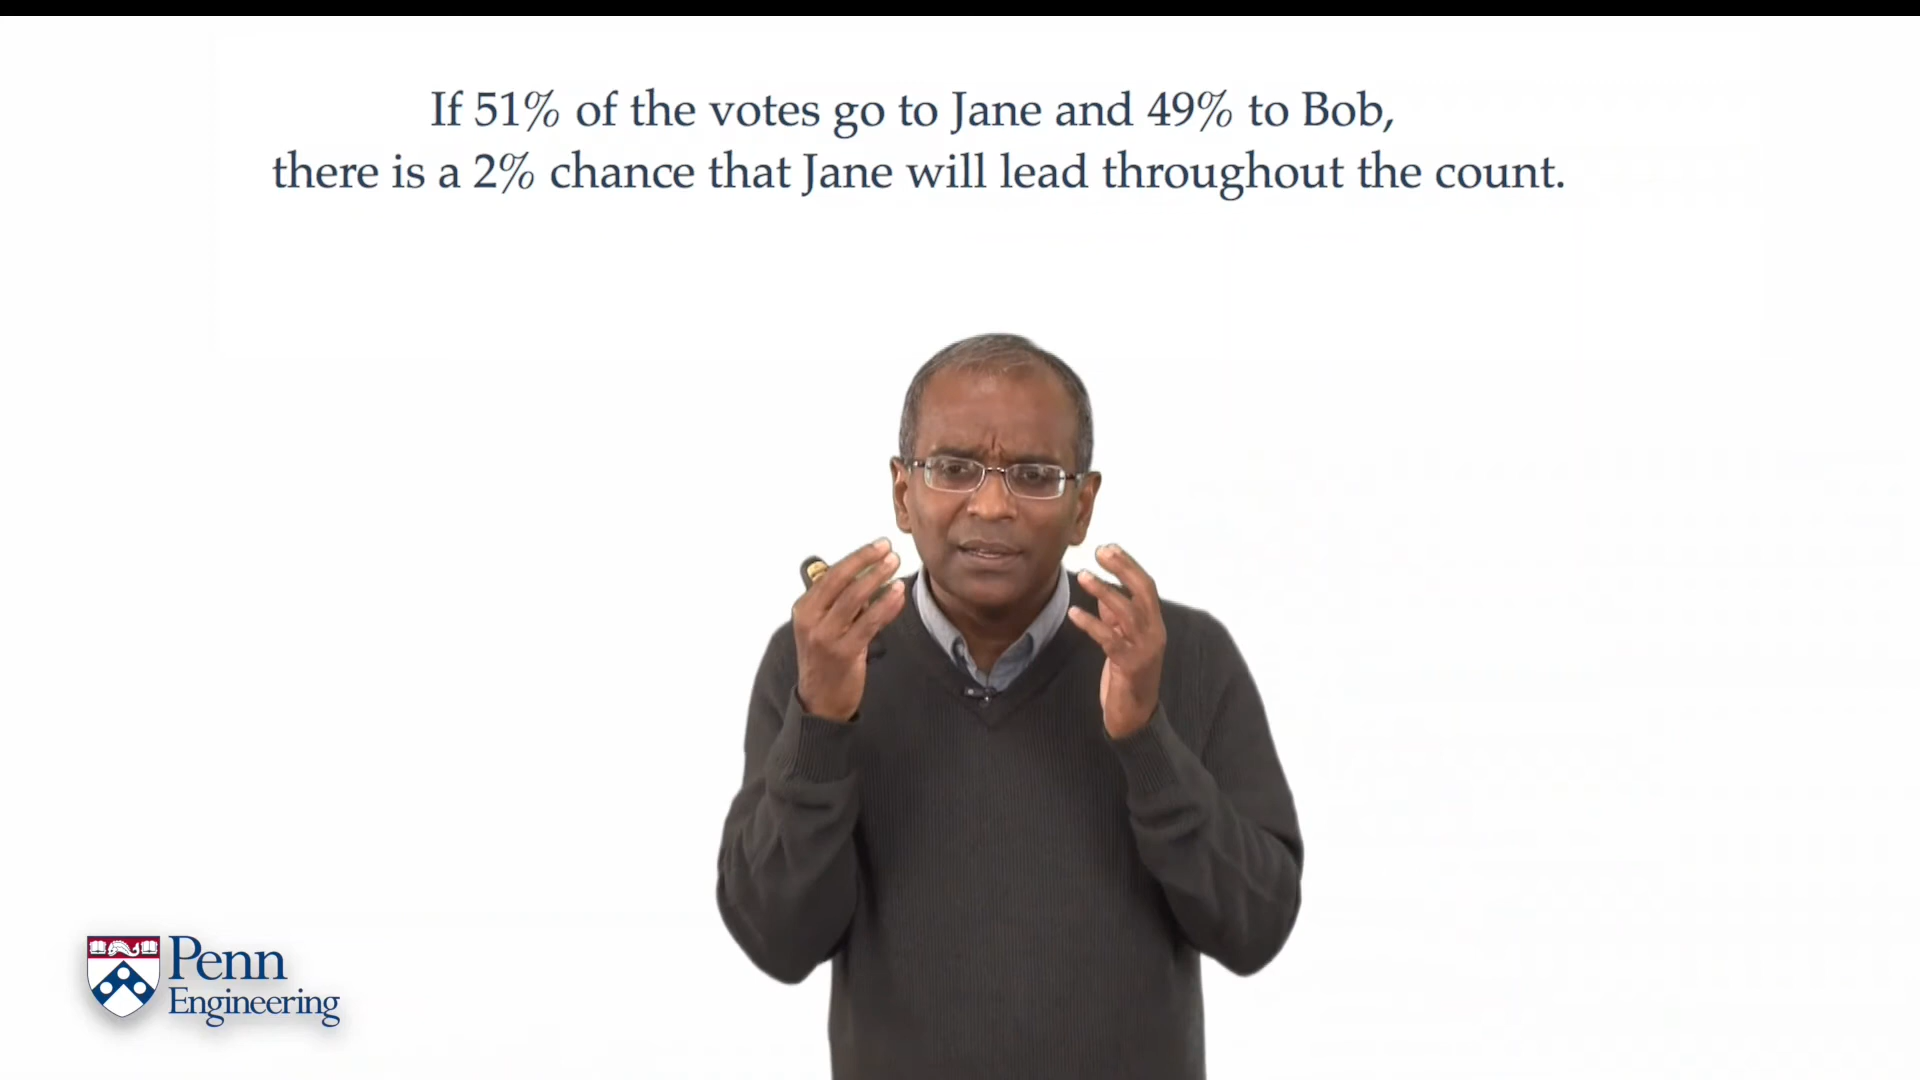 If 51% of the votes go to Jane and 49% to Bob,
there is a 2% chance that Jane will lead throughout the count.
Penn
Engineering